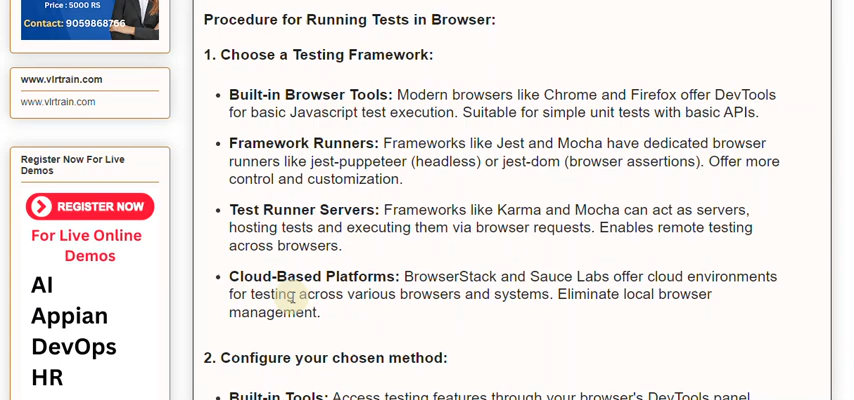 Price : 5000 RS
Contact: 9059868766
www.vlrtrain.com
www.vlrtrain.com
Register Now For Live
Demos
REGISTER NOW
For Live Online
Demos
AI
Appian
DevOps
HR
Procedure for Running Tests in Browser:
1. Choose a Testing Framework:
• Built-in Browser Tools: Modern browsers like Chrome and Firefox offer DevTools
for basic Javascript test execution. Suitable for simple unit tests with basic APIs.
• Framework Runners: Frameworks like Jest and Mocha have dedicated browser
runners like jest-puppeteer (headless) or jest-dom (browser assertions). Offer more
control and customization.
• Test Runner Servers: Frameworks like Karma and Mocha can act as servers,
hosting tests and executing them via browser requests. Enables remote testing
across browsers.
• Cloud-Based Platforms: BrowserStack and Sauce Labs offer cloud environments
for testing across various browsers and systems. Eliminate local browser
management.
2. Configure your chosen method:
• Built-in Tools: Access testing features through your browser's DevTools panel